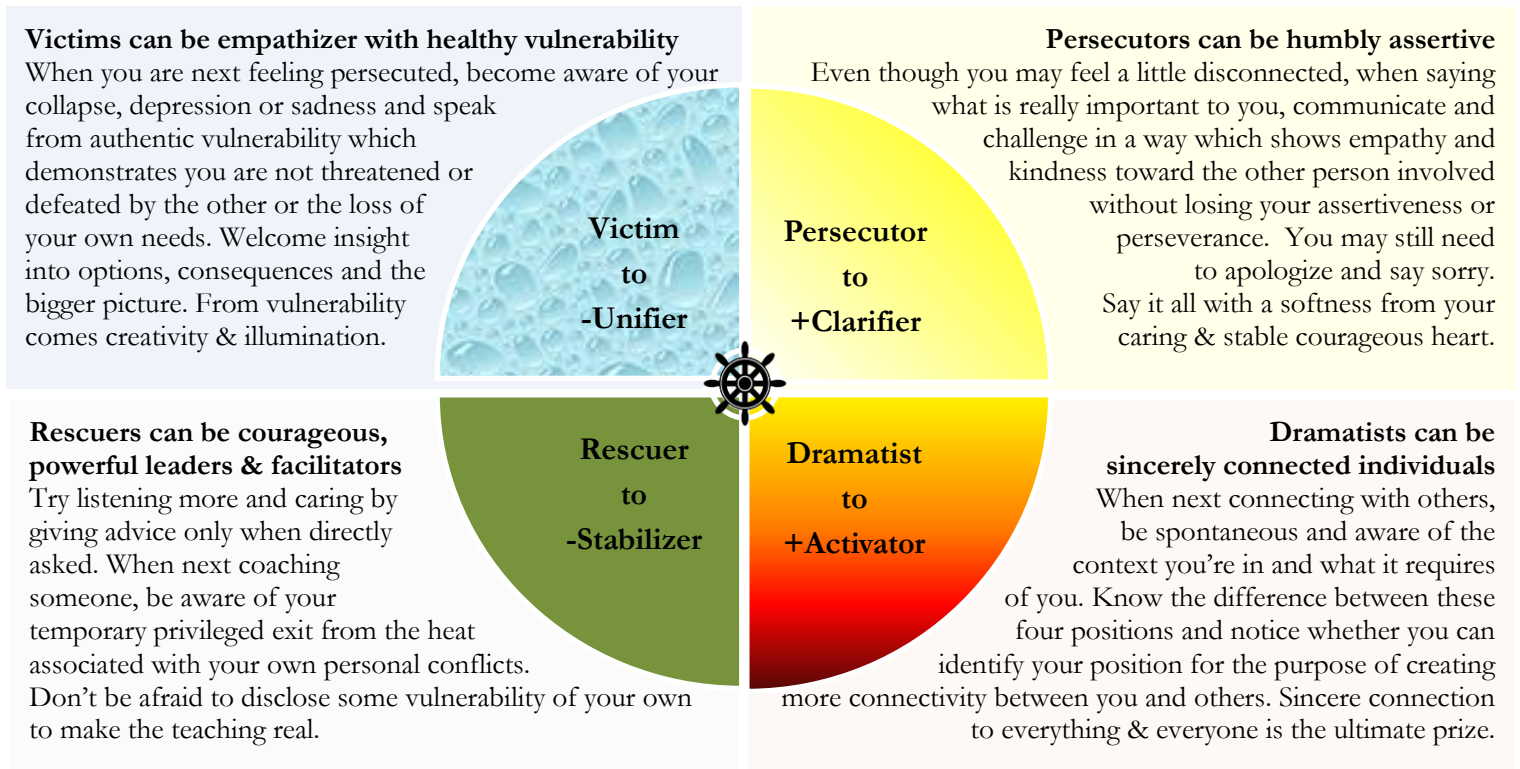 Victims can be empathizer with healthy vulnerability
When you are next feeling persecuted, become aware of your
collapse, depression or sadness and speak
from authentic vulnerability which
demonstrates you are not threatened or
defeated by the other or the loss of
your own needs. Welcome insight
into options, consequences and the
bigger picture. From vulnerability
comes creativity & illumination.
Victim
to
-Unifier
Persecutors can be humbly assertive
Even though you may feel a little disconnected, when saying
what is really important to you, communicate and
challenge in a way which shows empathy and
kindness toward the other person involved
without losing your assertiveness or
perseverance.  You may still need
to apologize and say sorry.
Say it all with a softness from your
caring & stable courageous heart.
Persecutor
to
+Clarifier
Rescuers can be courageous,
powerful leaders & facilitators
Try listening more and caring by
giving advice only when directly
asked. When next coaching
someone, be aware of your
temporary privileged exit from the heat
associated with your own personal conflicts.
Don’t be afraid to disclose some vulnerability of your own
to make the teaching real.
Rescuer
to
-Stabilizer
Dramatists can be
sincerely connected individuals
When next connecting with others,
be spontaneous and aware of the
context you’re in and what it requires
of you. Know the difference between these
four positions and notice whether you can
identify your position for the purpose of creating
more connectivity between you and others. Sincere connection
to everything & everyone is the ultimate prize.
Dramatist
to
+Activator